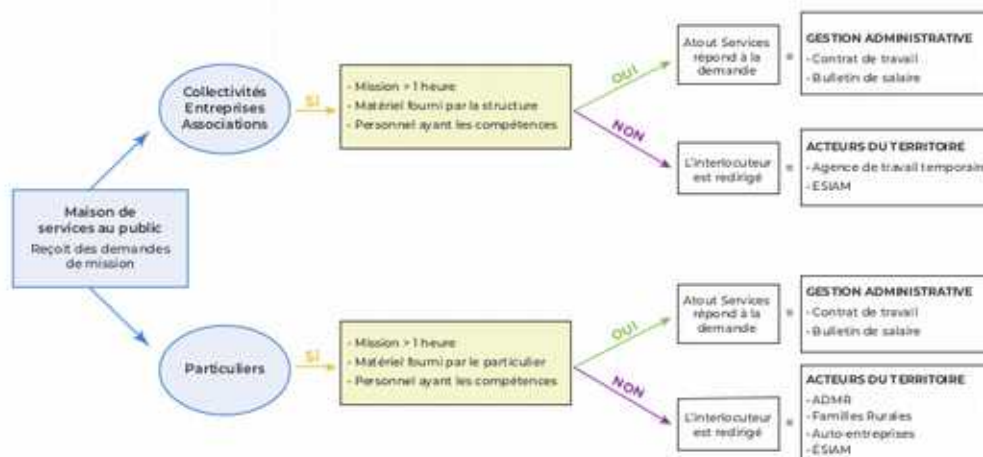 Maison de
services au public
Reçoit des demandes
de mission
Collectivités
Entreprises
Associations
SI
- Mission > 1 heure
- Matériel fourni par la structure
- Personnel ayant les compétences
OUI
Atout Services
répond à la
demande
=
GESTION ADMINISTRATIVE
- Contrat de travail
- Bulletin de salaire
NON
L'interlocuteur
est redirigé
=
ACTEURS DU TERRITOIRE
- Agence de travail temporair
- ESIAM
Particuliers
SI
- Mission > 1 heure
- Matériel fourni par le particulier
- Personnel ayant les compétences
OUI
Atout Services
répond à la
demande
=
GESTION ADMINISTRATIVE
- Contrat de travail
- Bulletin de salaire
NON
L'interlocuteur
est redirigé
=
ACTEURS DU TERRITOIRE
- ADMR
- Familles Rurales
- Auto-entreprises
- ESIAM